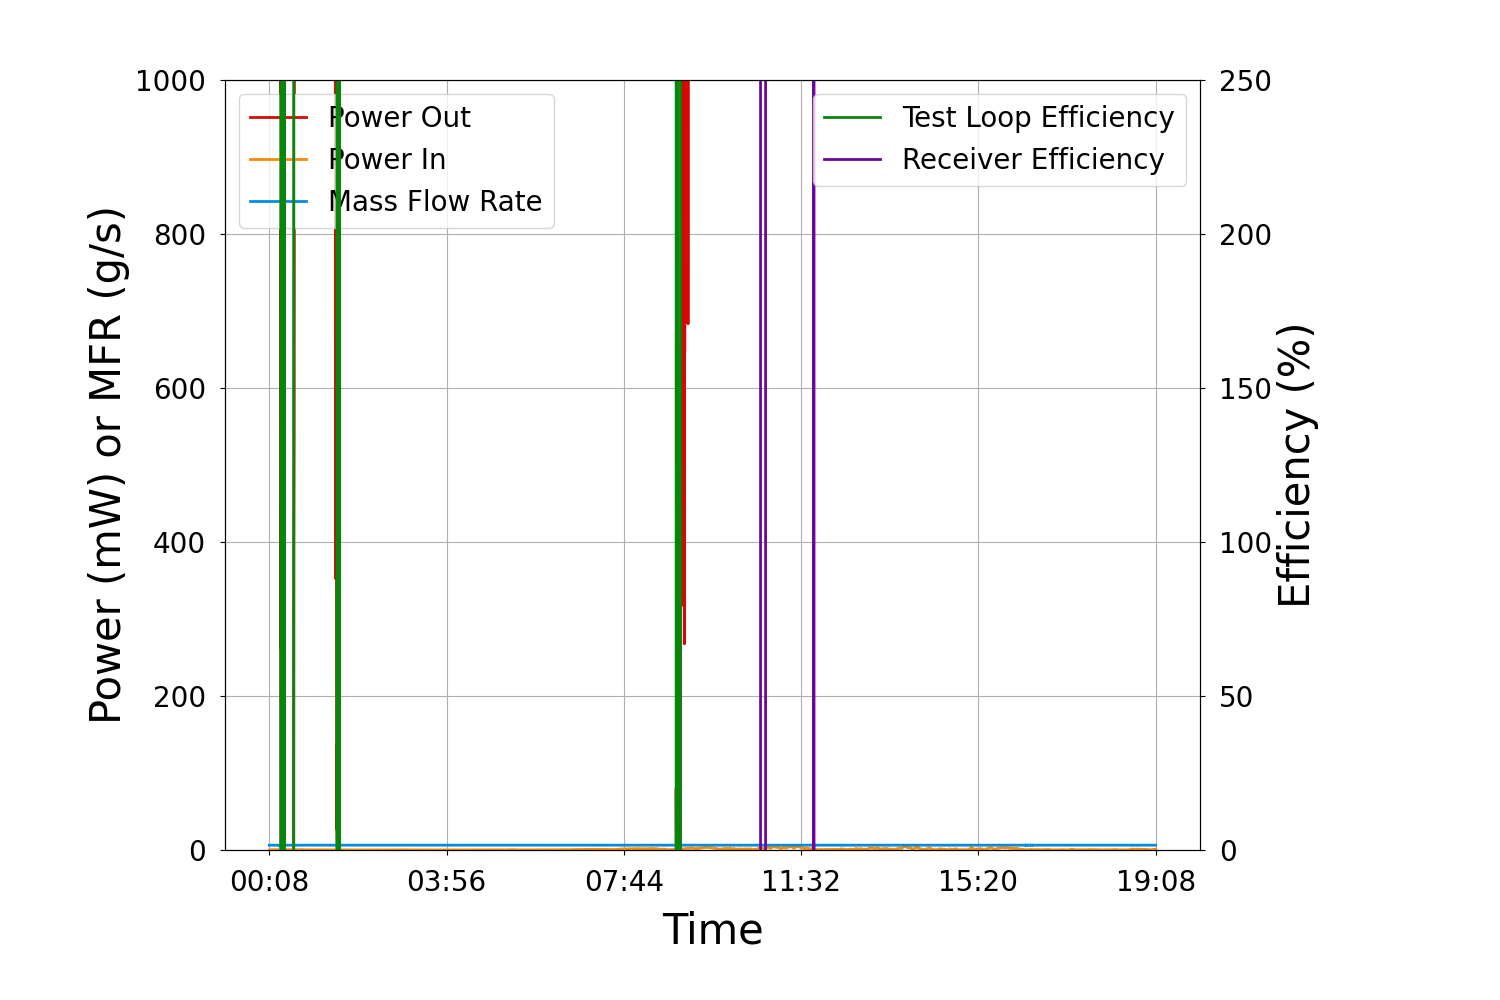 1000
800
600
400
200
0
Power (mW) or MFR (g/s)
Power Out
Power In
Mass Flow Rate
Test Loop Efficiency
Receiver Efficiency
250
200
150
100
50
0
Efficiency (%)
00:08 03:56 07:44 11:32 15:20 19:08
Time